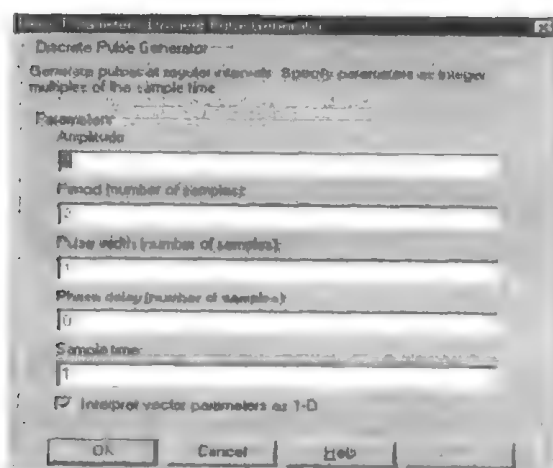 Discrete Pulse Generator
Generate pulses at regular intervals. Specify parameters as integer
multiples of the sample time
Parameters
Amplitude
Period (number of samples):
2
Pulse width (number of samples):
1
Phase delay (number of samples):
0
Sample time:
1
Interpret vector parameters as 1-D
OK
Cancel
Help